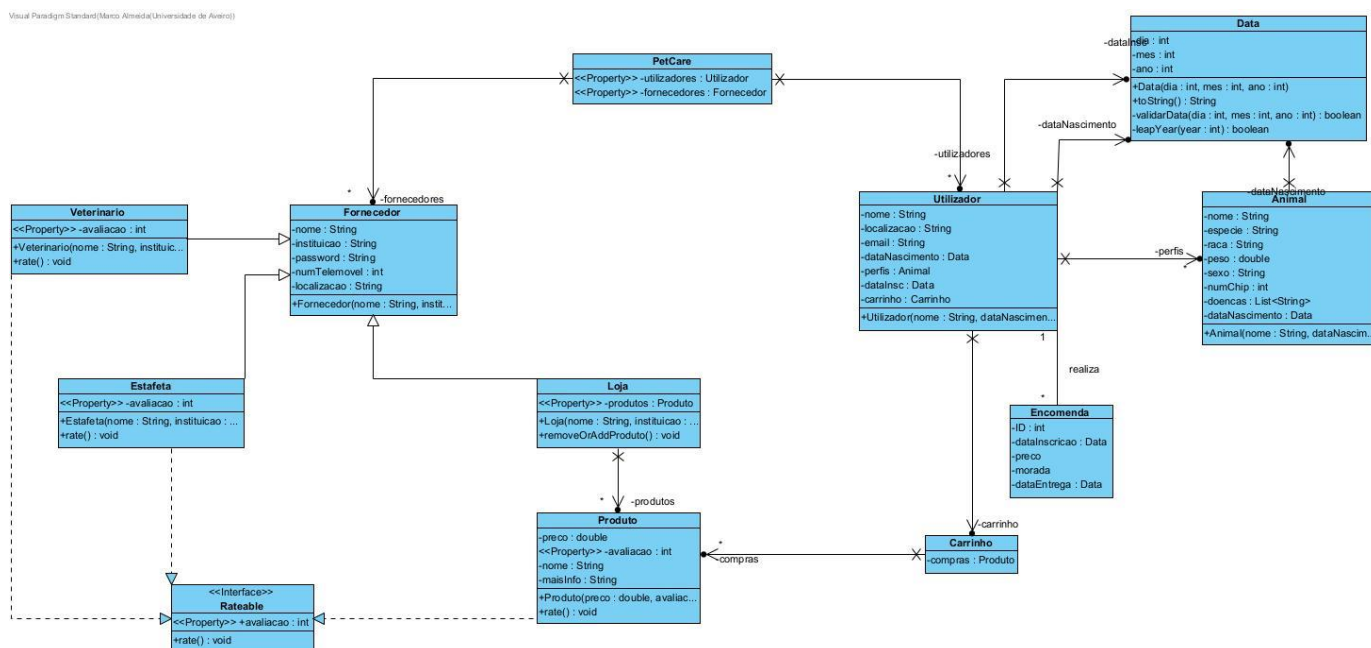 Visual Paradigm Standard(Marco Almeida(Universidade de Aveiro))
PetCare
<<Property>> -utilizadores : Utilizador
<<Property>> -fornecedores : Fornecedor
Data
-dia : int
-mes : int
-ano : int
+Data(dia : int, mes : int, ano : int)
+toString() : String
-validarData(dia : int, mes : int, ano : int) : boolean
-leapYear(year : int) : boolean
-dataInsc
-dataNascimento
-dataNascimento
-utilizadores
*
*
-fornecedores
Veterinario
<<Property>> -avaliacao : int
+Veterinario(nome : String, instituic...
+rate() : void
Fornecedor
-nome : String
-instituicao : String
-password : String
-numTelemovel : int
-localizacao : String
+Fornecedor(nome : String, instit...
Utilizador
-nome : String
-localizacao : String
-email : String
-dataNascimento : Data
-perfis : Animal
-dataInsc : Data
-carrinho : Carrinho
+Utilizador(nome : String, dataNascimen...
-perfis
*
Animal
-nome : String
-especie : String
-raca : String
-peso : double
-sexo : String
-numChip : int
-doencas : List<String>
-dataNascimento : Data
+Animal(nome : String, dataNascim...
1
realiza
*
Estafeta
<<Property>> -avaliacao : int
+Estafeta(nome : String, instituicao : ...
+rate() : void
Loja
<<Property>> -produtos : Produto
+Loja(nome : String, instituicao : ...
+removeOrAddProduto() : void
Encomenda
-ID : int
-dataInscricao : Data
-preco
-morada
-dataEntrega : Data
*
-produtos
Produto
-preco : double
<<Property>> -avaliacao : int
-nome : String
-maisInfo : String
+Produto(preco : double, avaliac...
+rate() : void
*
-compras
-carrinho
Carrinho
-compras : Produto
<<Interface>>
Rateable
<<Property>> +avaliacao : int
+rate() : void